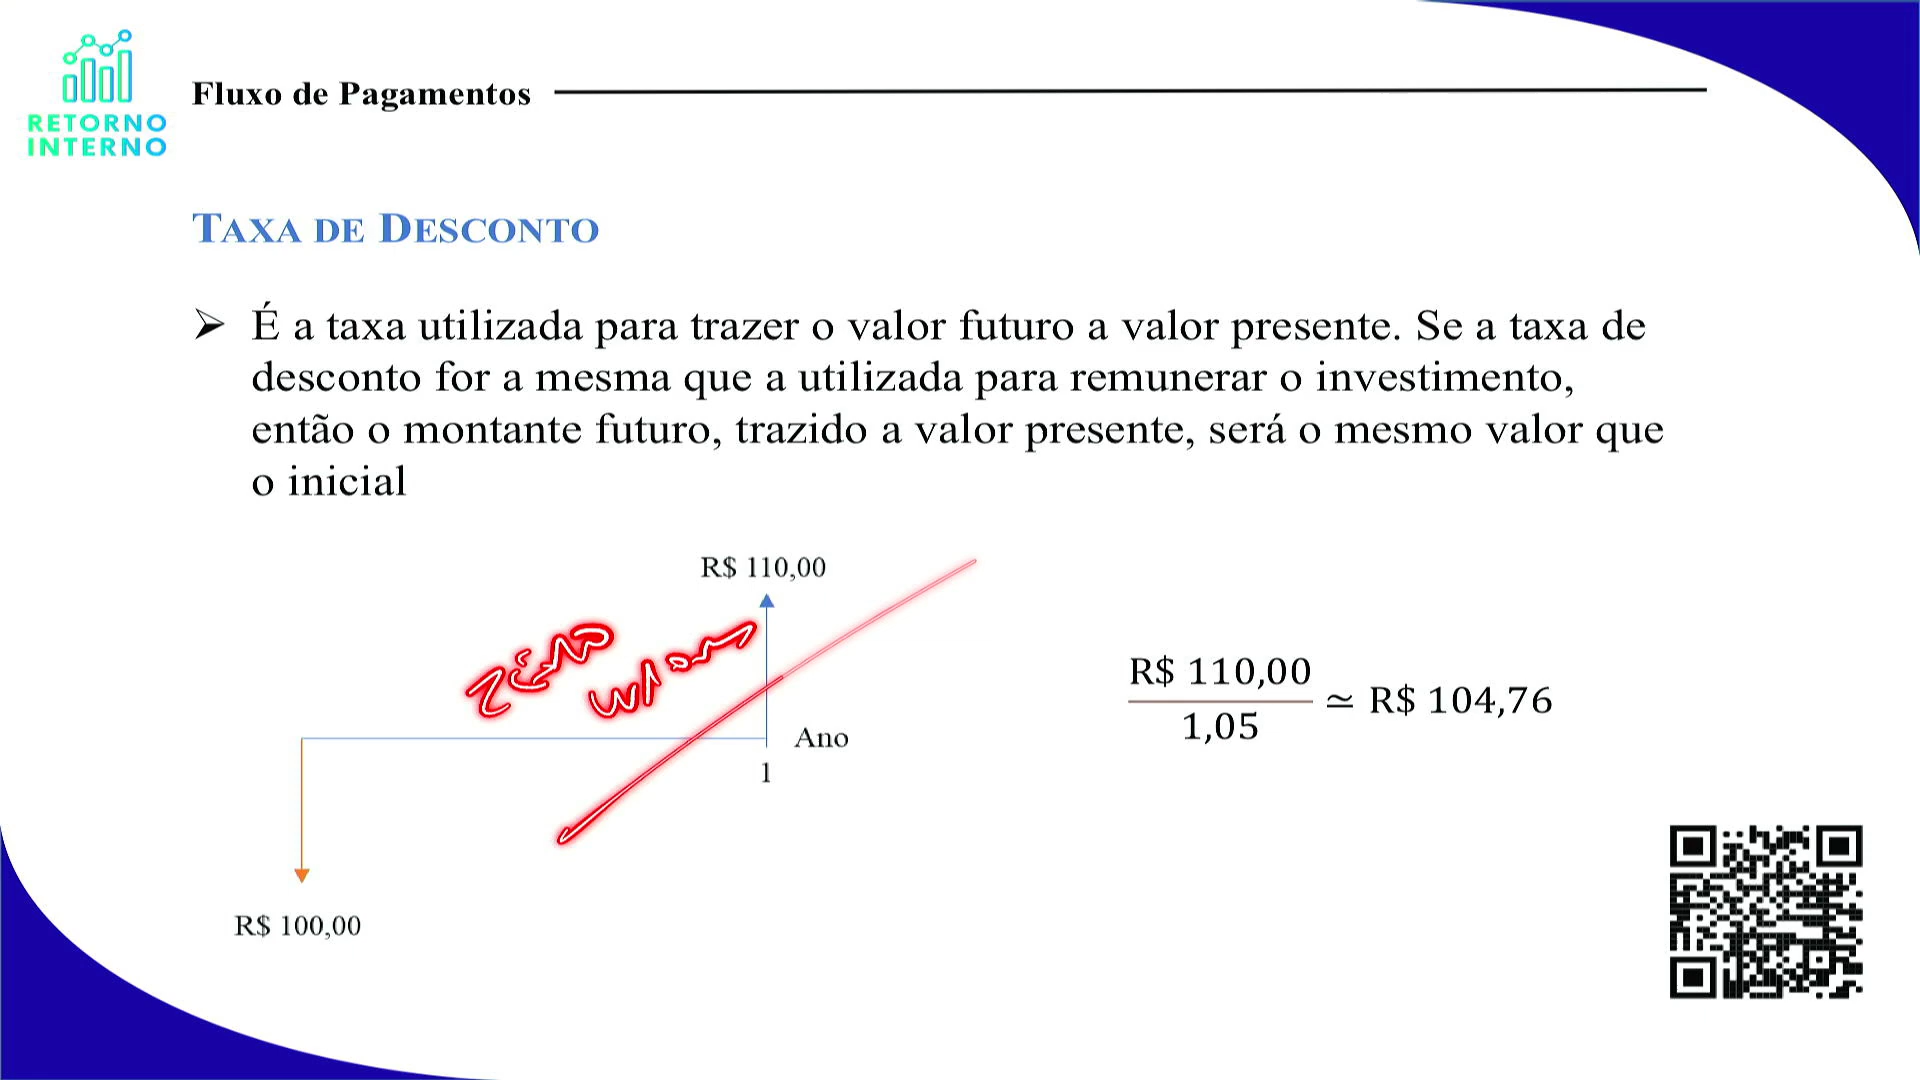 RETORNO
INTERNO
Fluxo de Pagamentos
TAXA DE DESCONTO
➢ É a taxa utilizada para trazer o valor futuro a valor presente. Se a taxa de
desconto for a mesma que a utilizada para remunerar o investimento,
então o montante futuro, trazido a valor presente, será o mesmo valor que
o inicial
R$ 110,00
Ano
1
R$ 100,00
R$ 110,00
1,05
≃ R$ 104,76